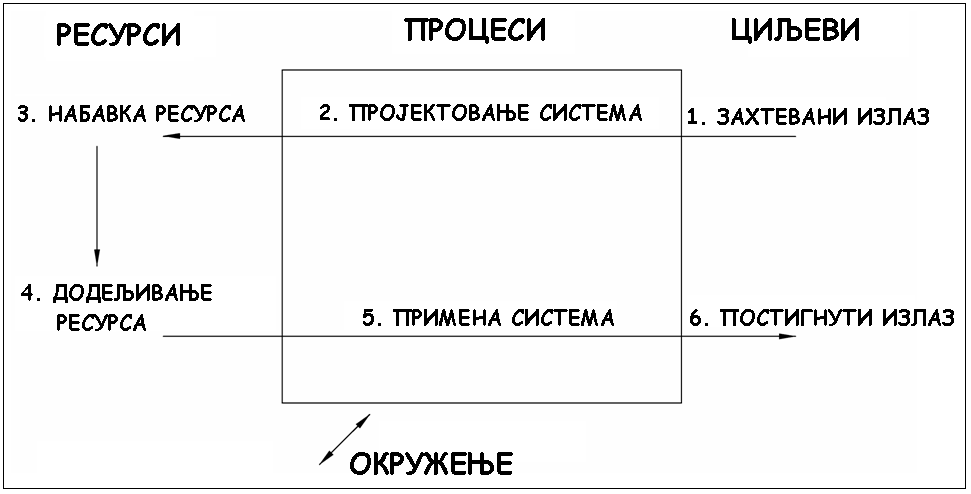 РЕСУРСИ
ПРОЦЕСИ
ЦИЉЕВИ
3. НАБАВКА РЕСУРСА
2. ПРОЈЕКТОВАЊЕ СИСТЕМА
1. ЗАХТЕВАНИ ИЗЛАЗ
4. ДОДЕЉИВАЊЕ
РЕСУРСА
5. ПРИМЕНА СИСТЕМА
6. ПОСТИГНУТИ ИЗЛАЗ
ОКРУЖЕЊЕ